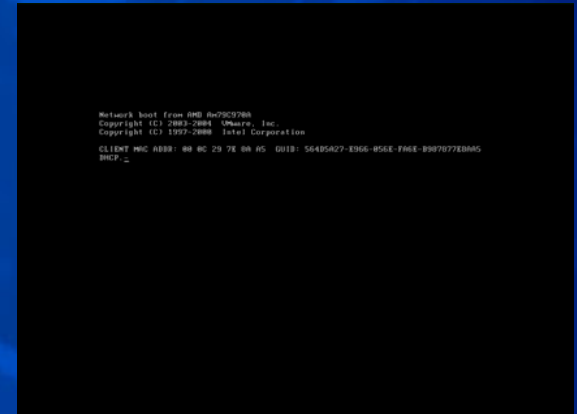 Network boot from AMD Am79C970A
Copyright (C) 2003-2004  VMware, Inc.
Copyright (C) 1997-2000  Intel Corporation
CLIENT MAC ADDR: 00 0C 29 7E 0A A5  GUID: 564D5A27-E966-056E-FA6E-B987B77E0AA5
DHCP._